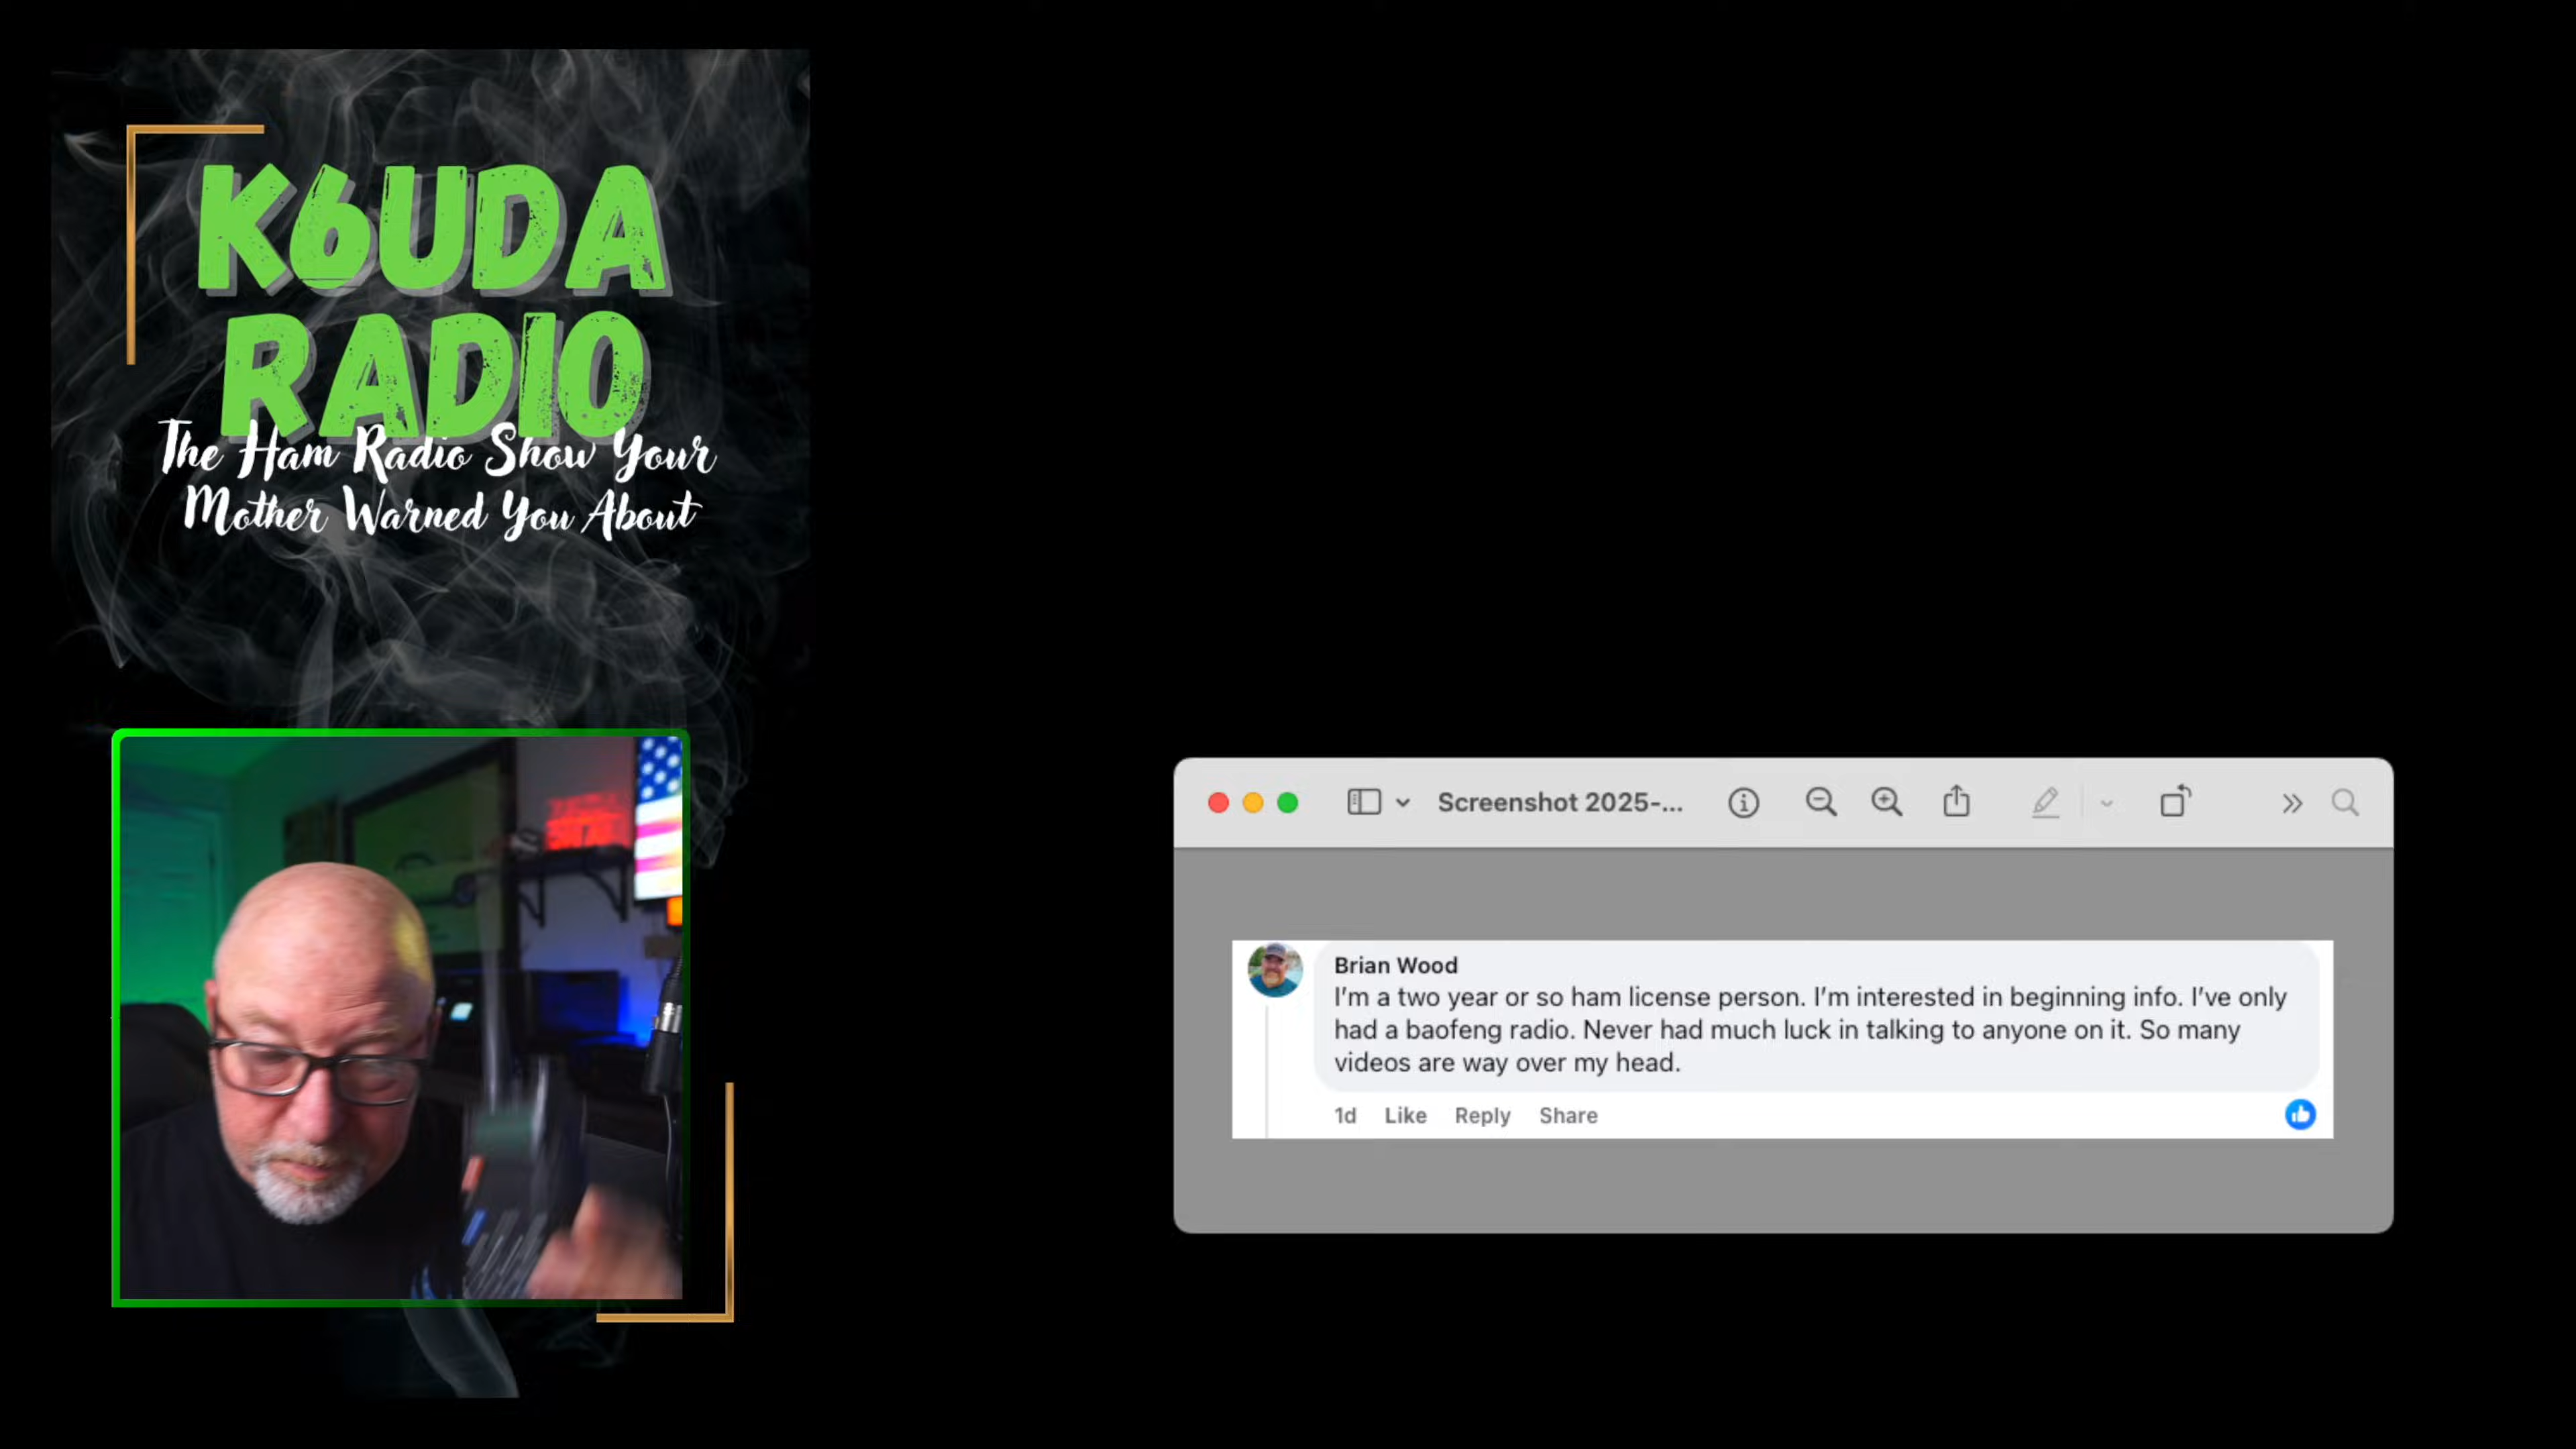 K6UDA
RADIO
The Ham Radio Show Your
Mother Warned You About
Screenshot 2025-...
Brian Wood
I'm a two year or so ham license person. I'm interested in beginning info. I've only
had a baofeng radio. Never had much luck in talking to anyone on it. So many
videos are way over my head.
1d Like Reply Share